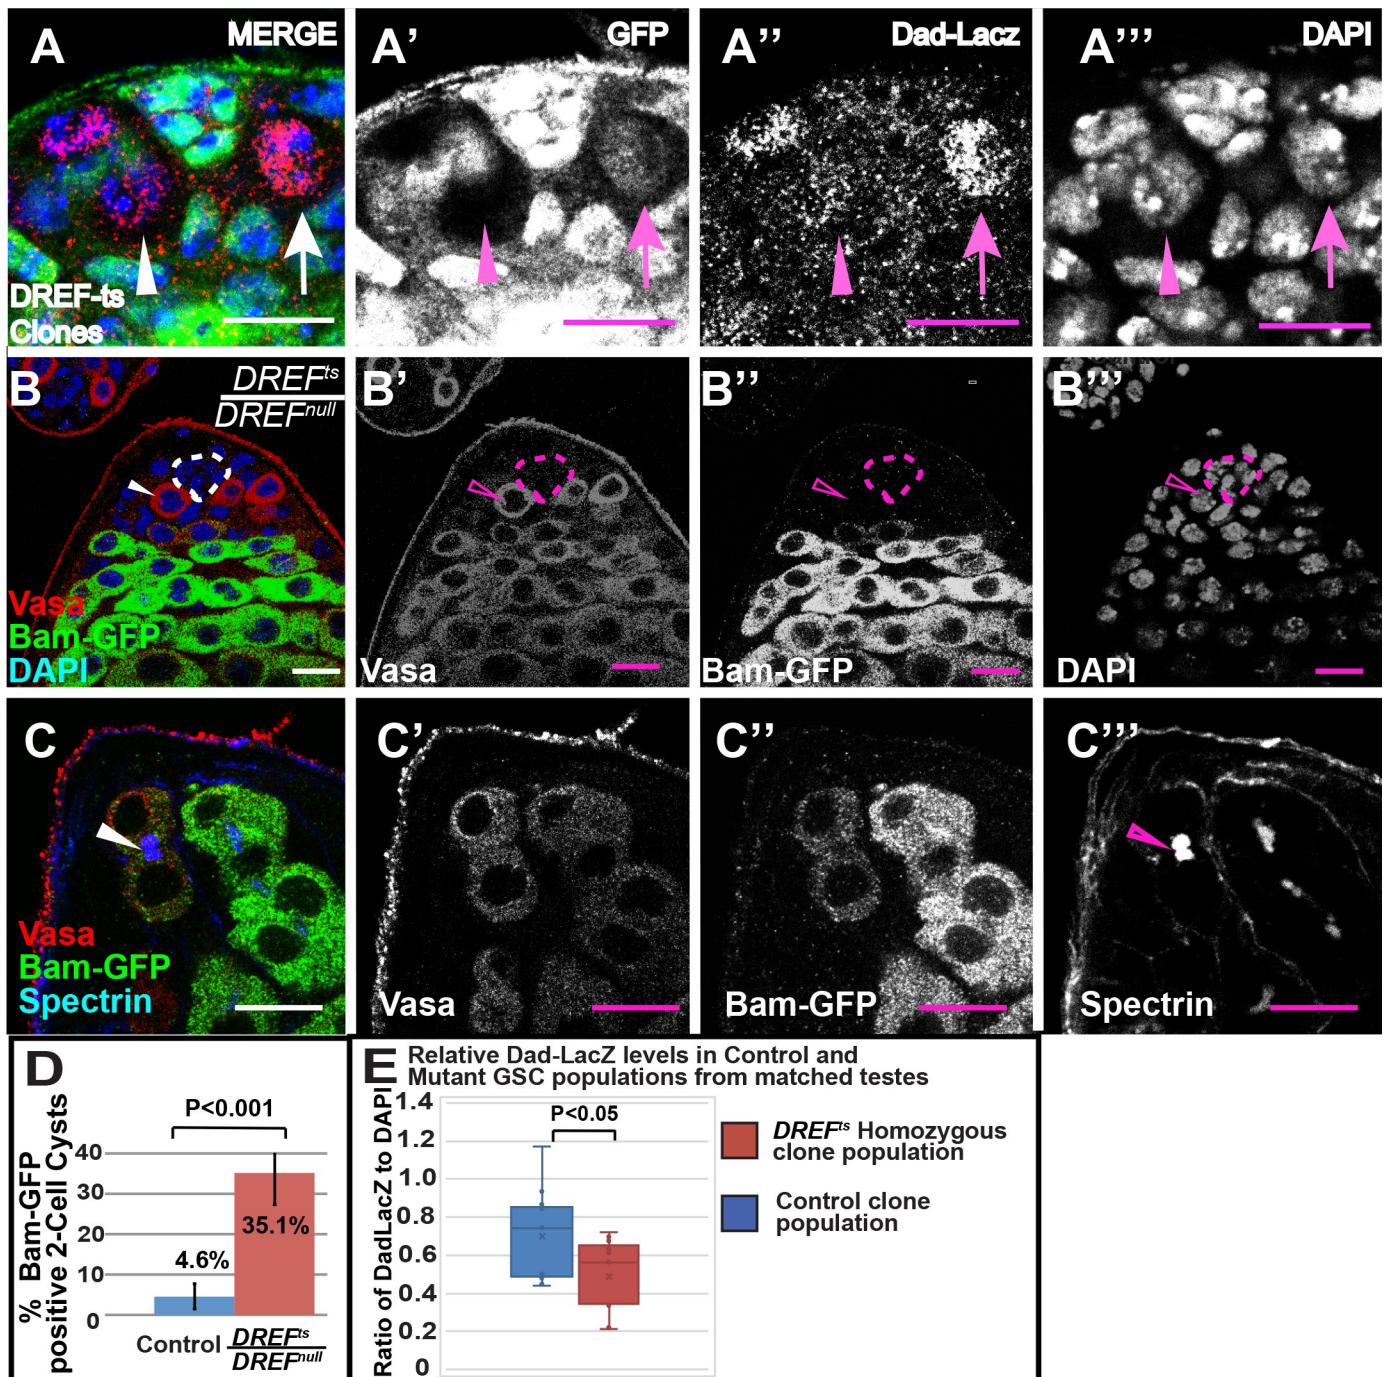 A MERGE
DREF-ts
Clones
A' GFP
A'' Dad-Lacz
A''' DAPI
B DREFts
DREFnull
Vasa
Bam-GFP
DAPI
B'
Vasa
B''
Bam-GFP
B'''
DAPI
C
Vasa
Bam-GFP
Spectrin
C'
Vasa
C''
Bam-GFP
C'''
Spectrin
D
% Bam-GFP
positive 2-Cell Cysts
P<0.001
40
30
20
10
0
4.6%
35.1%
Control
DREFts
DREFnull
E Relative Dad-LacZ levels in Control and
Mutant GSC populations from matched testes
Ratio of DadLacZ to DAPI
1.4
1.2
1.0
0.8
0.6
0.4
0.2
0
P<0.05
DREFts Homozygous
clone population
Control clone
population